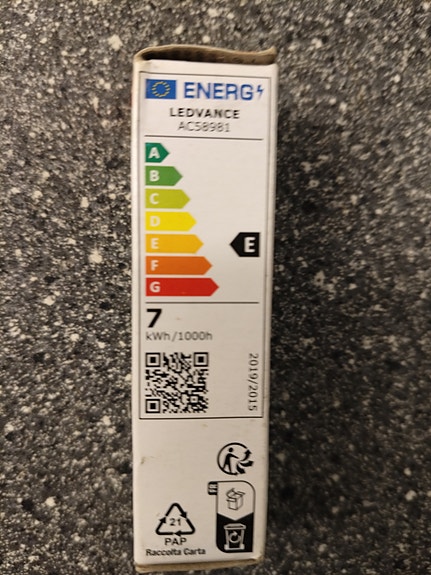 ENERG
LEDVANCE
AC58981
A
B
C
D
E
E
F
G
7
kWh/1000h
2019/2015
21
PAP
Raccolta Carta